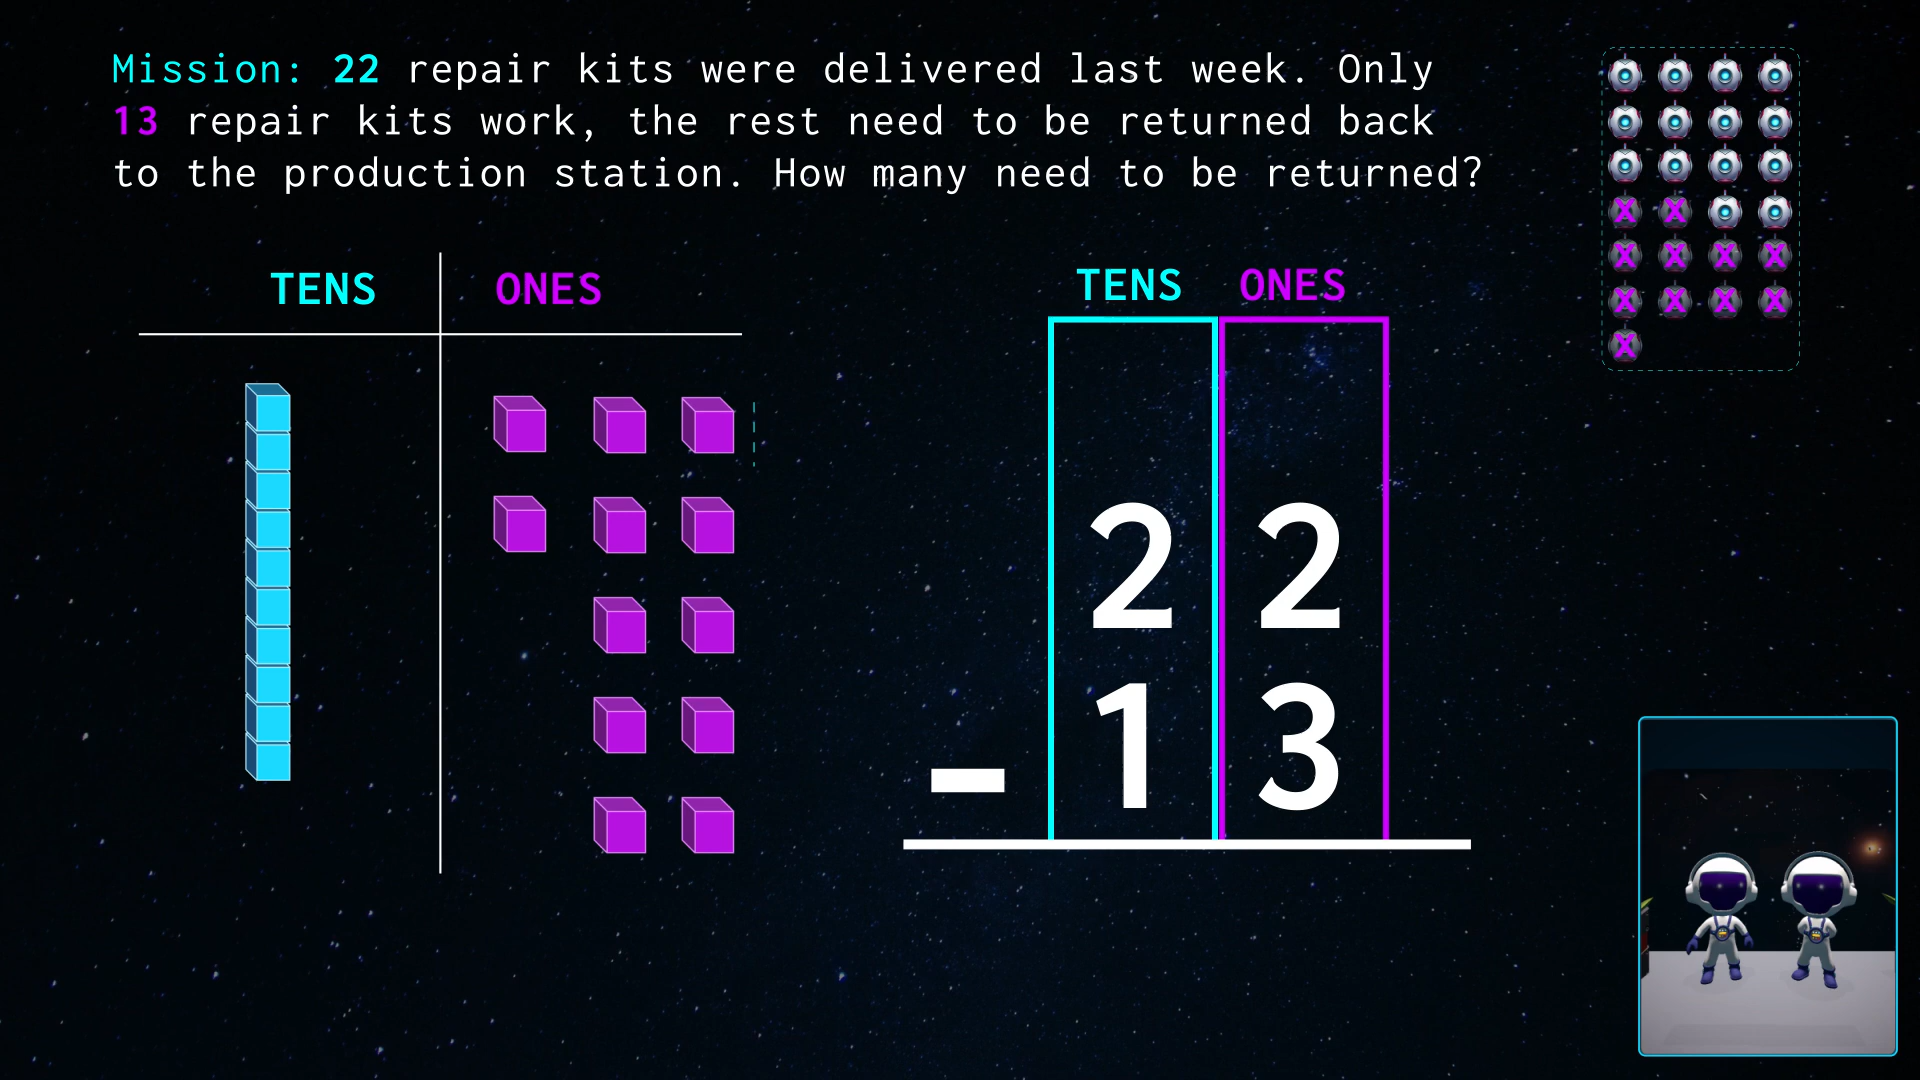 Mission: 22 repair kits were delivered last week. Only
13 repair kits work, the rest need to be returned back
to the production station. How many need to be returned?
TENS ONES
TENS ONES
2 2
- 1 3
X X
X X X X
X X X X
X